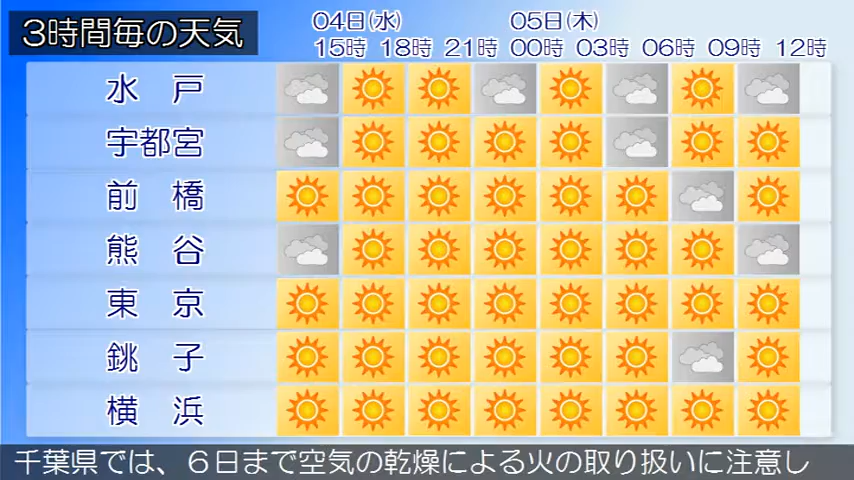 3時間毎の天気
04日(水) 05日(木)
15時 18時 21時 00時 03時 06時 09時 12時
水 戸
宇都宮
前 橋
熊 谷
東 京
銚 子
横 浜
千葉県では、６日まで空気の乾燥による火の取り扱いに注意し